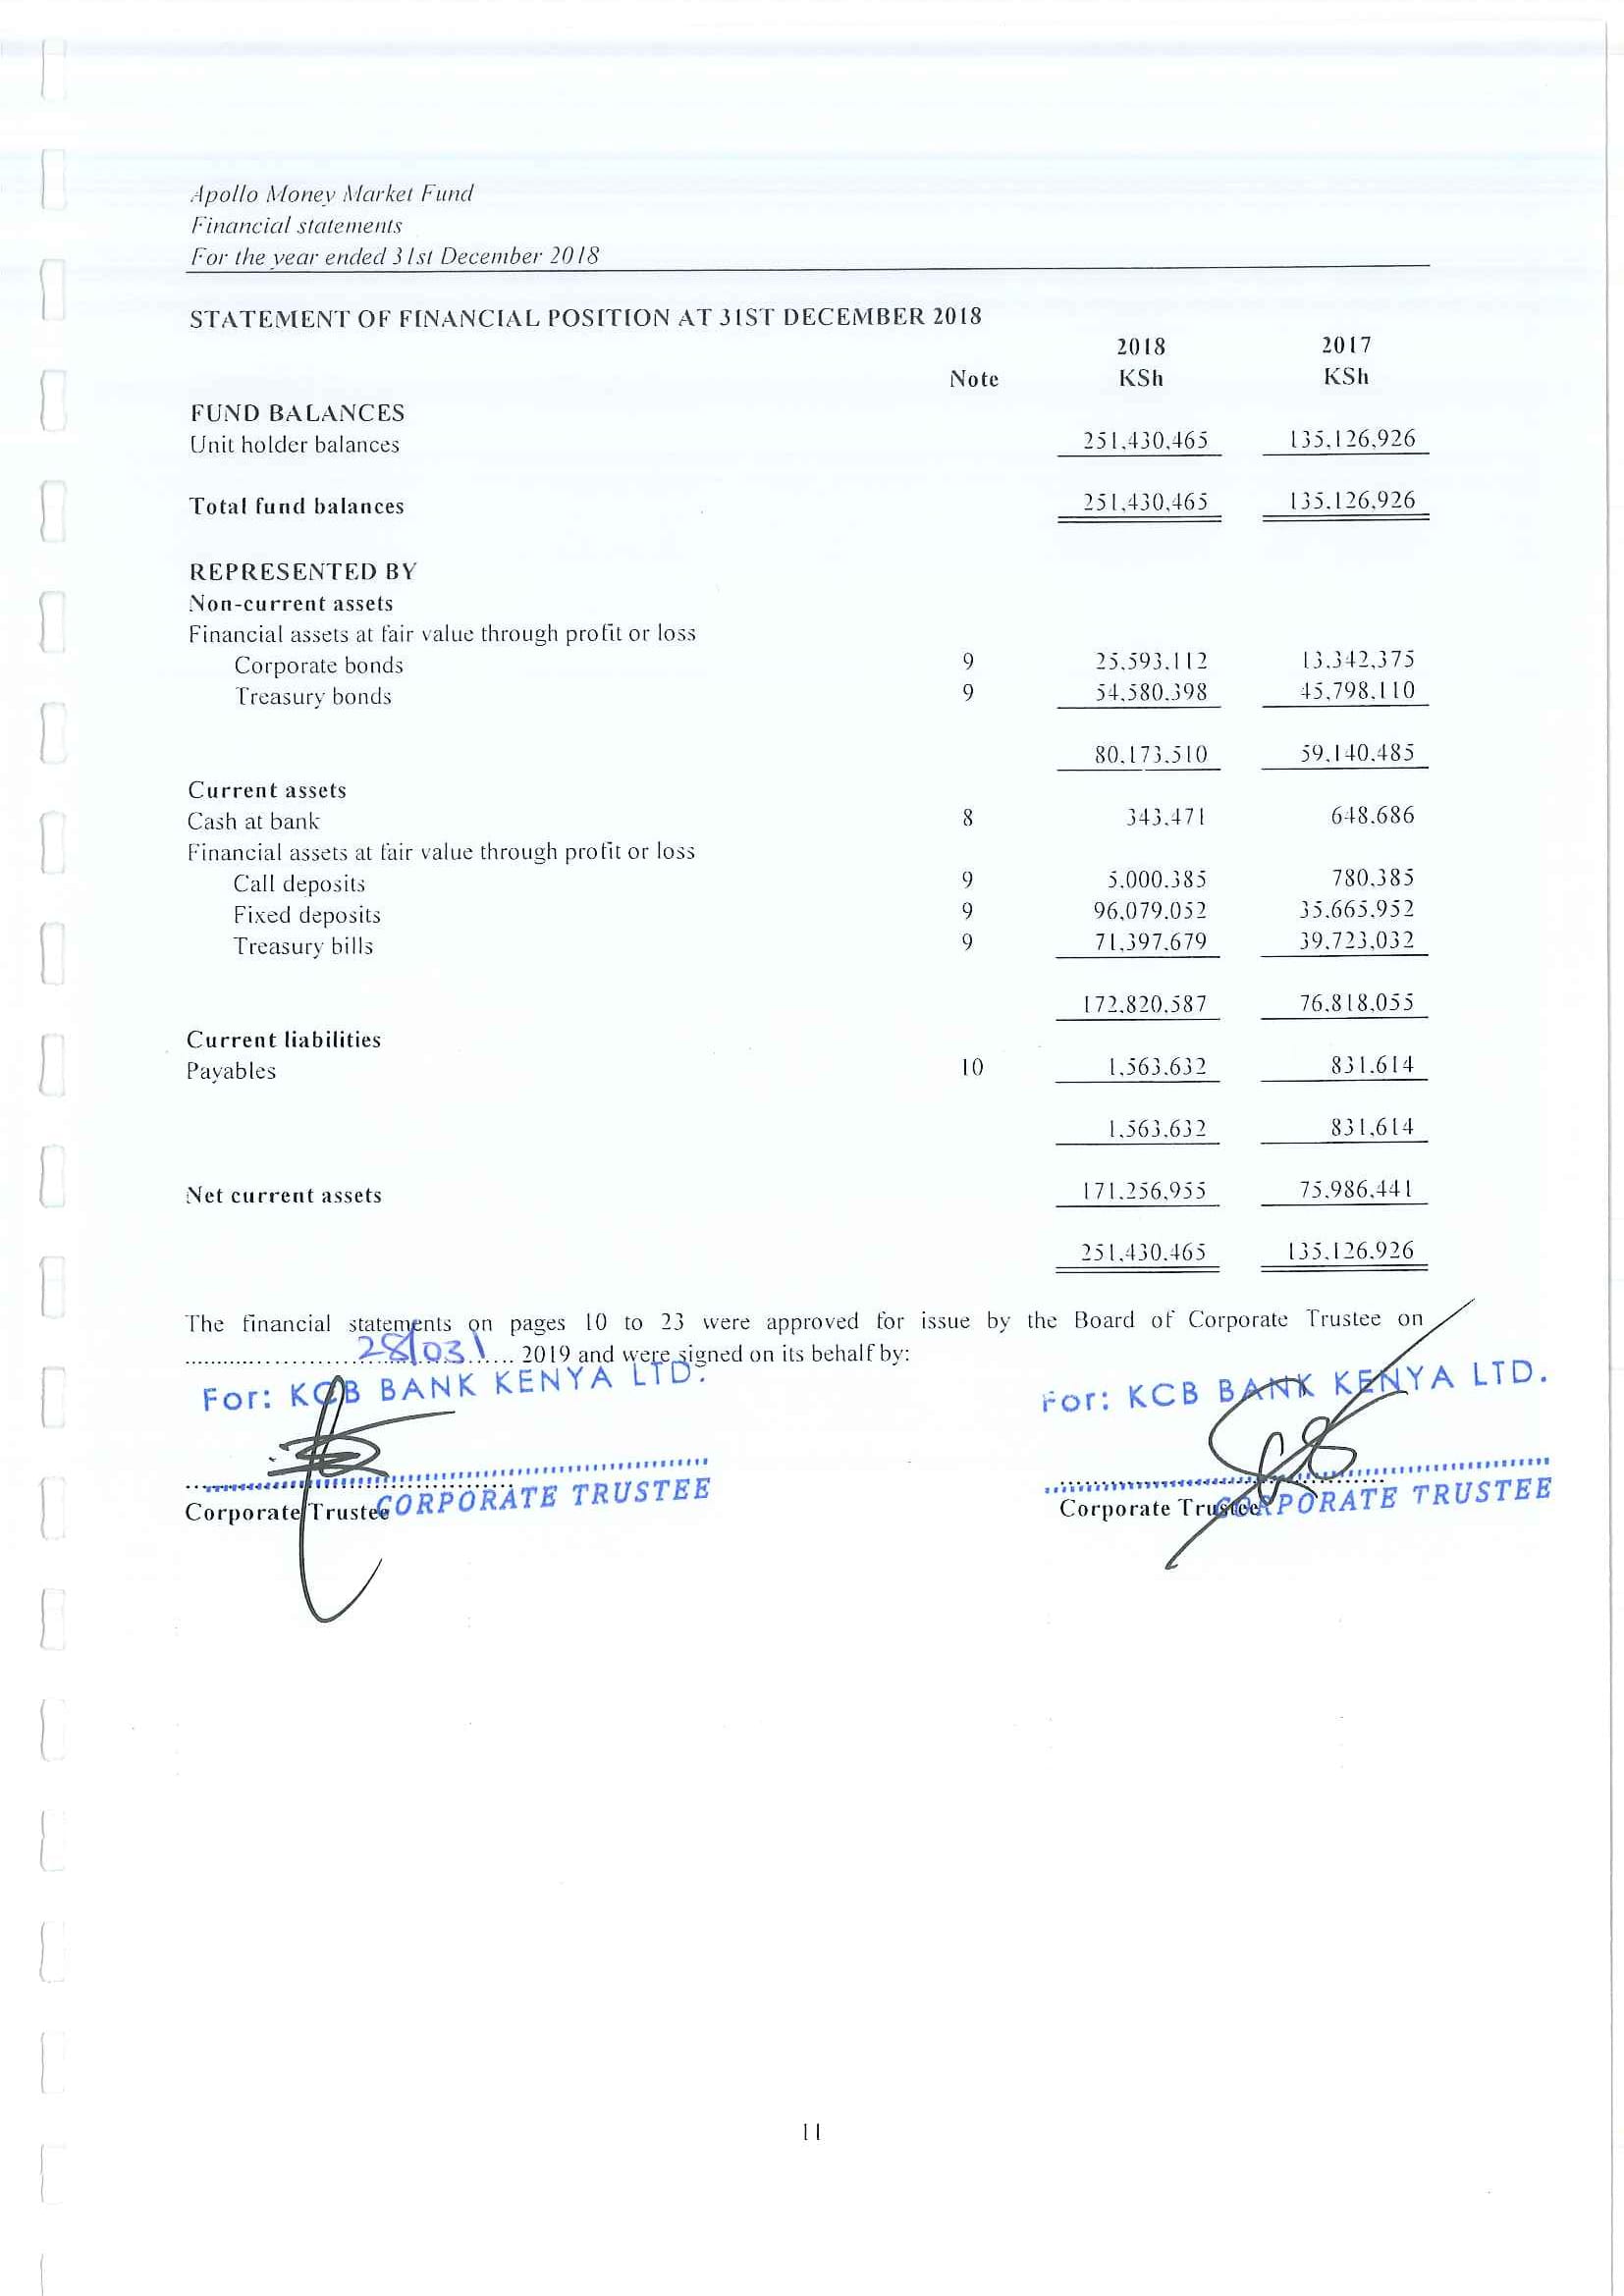 Apollo Money Market Fund
Financial statements
For the year ended 31st December 2018
STATEMENT OF FINANCIAL POSITION AT 31ST DECEMBER 2018
2018 2017
Note KSh KSh
FUND BALANCES
Unit holder balances 251,430,465 135,126,926
Total fund balances 251,430,465 135,126,926
REPRESENTED BY
Non-current assets
Financial assets at fair value through profit or loss
Corporate bonds 9 25,593,112 13,342,375
Treasury bonds 9 54,580,398 45,798,110
80,173,510 59,140,485
Current assets
Cash at bank 8 343,471 648,686
Financial assets at fair value through profit or loss
Call deposits 9 5,000,385 780,385
Fixed deposits 9 96,079,052 35,665,952
Treasury bills 9 71,397,679 39,723,032
172,820,587 76,818,055
Current liabilities
Payables 10 1,563,632 831,614
1,563,632 831,614
Net current assets 171,256,955 75,986,441
251,430,465 135,126,926
The financial statements on pages 10 to 23 were approved for issue by the Board of Corporate Trustee on
28/03\ 2019 and were signed on its behalf by:
For: KCB BANK KENYA LTD. For: KCB BANK KENYA LTD.
Corporate Trustee CORPORATE TRUSTEE Corporate Trustee CORPORATE TRUSTEE
11